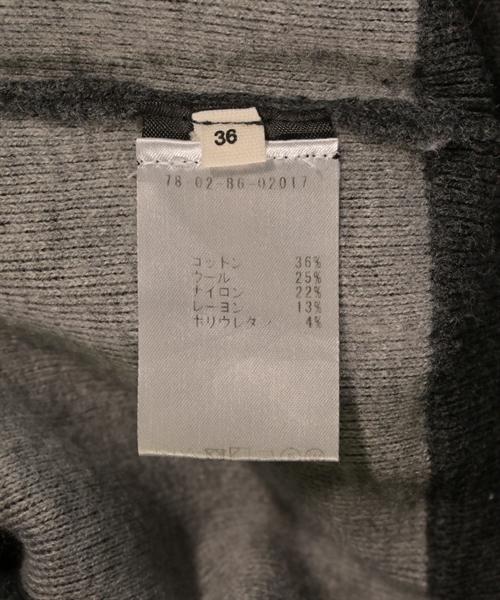 36
78-02-86-02017
コットン 36%
ウール 25%
ナイロン 22%
レーヨン 13%
ポリウレタン 4%